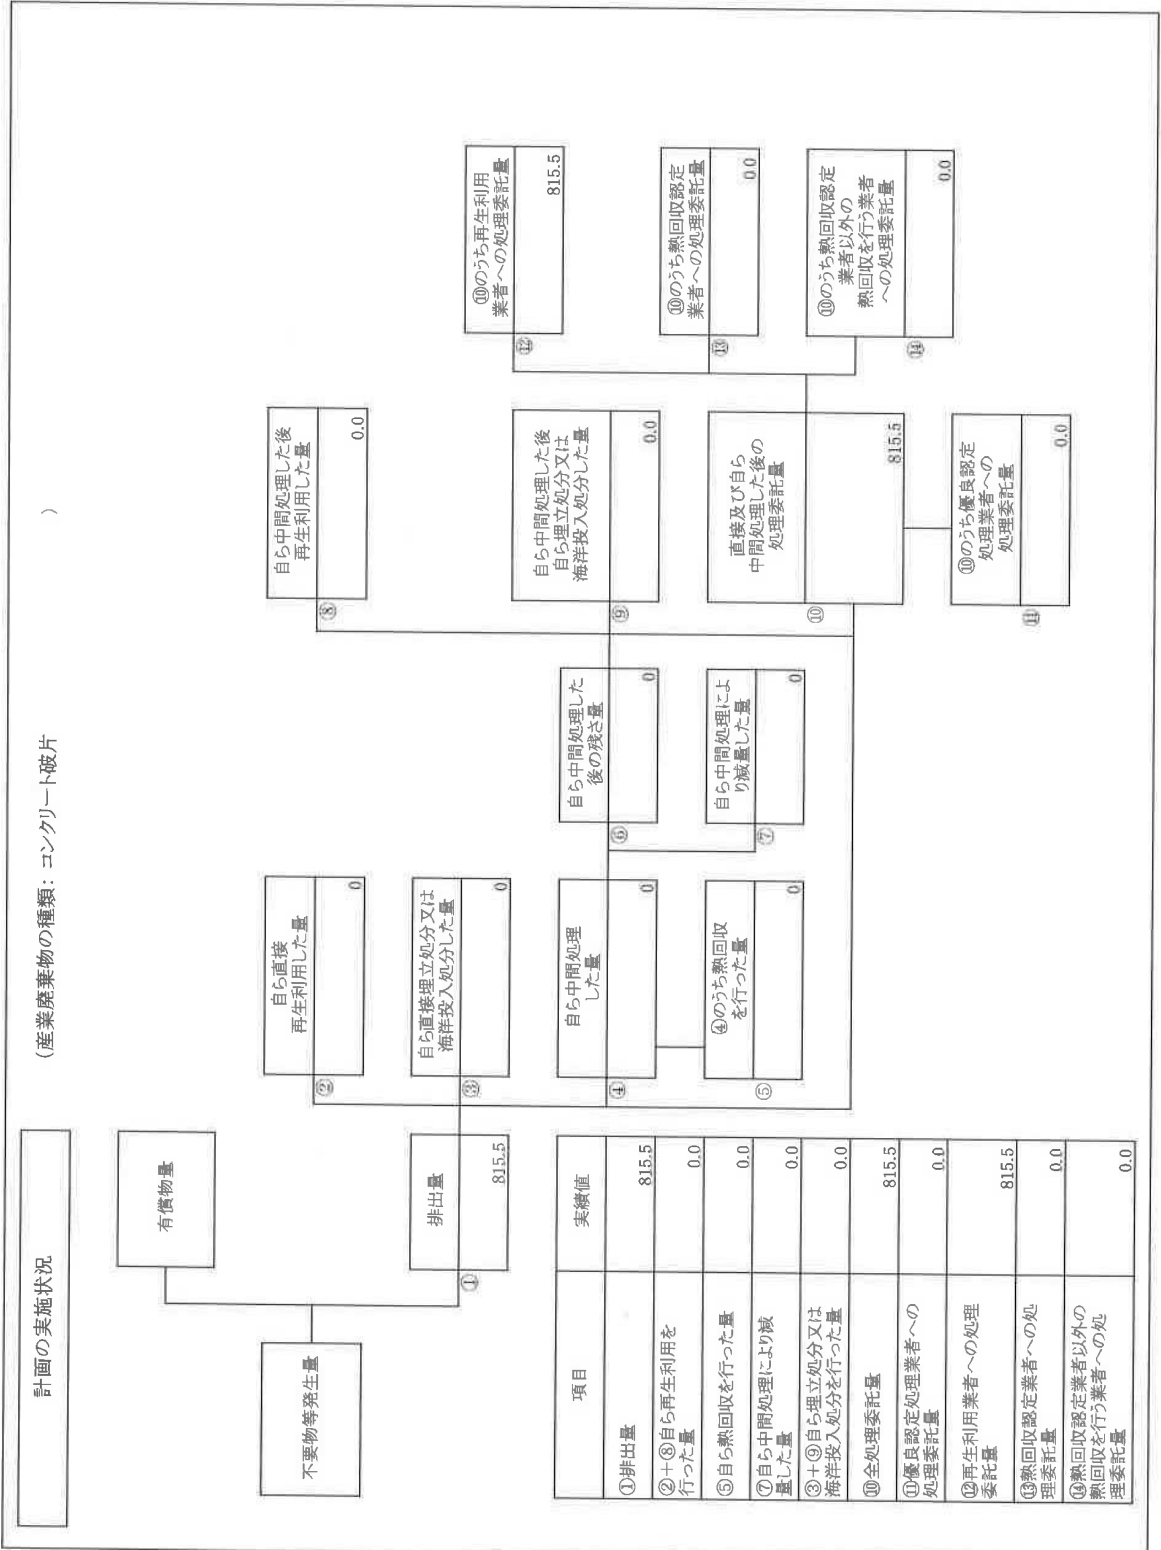 計画の実施状況
(産業廃棄物の種類：コンクリート破片
)
不要物等発生量
有償物量
①
排出量
815.5
②
自ら直接
再生利用した量
0
③
自ら直接埋立処分又は
海洋投入処分した量
0
④
自ら中間処理
した量
0
⑤
④のうち熱回収
を行った量
0
⑥
自ら中間処理した
後の残さ量
0
⑦
自ら中間処理によ
り減量した量
0
⑧
自ら中間処理した後
再生利用した量
0.0
⑨
自ら中間処理した後
自ら埋立処分又は
海洋投入処分した量
0.0
⑩
直接及び自ら
中間処理した後の
処理委託量
815.5
⑪
⑩のうち優良認定
処理業者への
処理委託量
0.0
⑫
⑩のうち再生利用
業者への処理委託量
815.5
⑬
⑩のうち熱回収認定
業者への処理委託量
0.0
⑭
⑩のうち熱回収認定
業者以外の
熱回収を行う業者
への処理委託量
0.0
項目 実績値
①排出量 815.5
②+⑧自ら再生利用を
行った量 0.0
⑤自ら熱回収を行った量 0.0
⑦自ら中間処理により減
量した量 0.0
③+⑨自ら埋立処分又は
海洋投入処分を行った量 0.0
⑩全処理委託量 815.5
⑪優良認定処理業者への
処理委託量 0.0
⑫再生利用業者への処理
委託量 815.5
⑬熱回収認定業者への処
理委託量 0.0
⑭熱回収認定業者以外の
熱回収を行う業者への処
理委託量 0.0